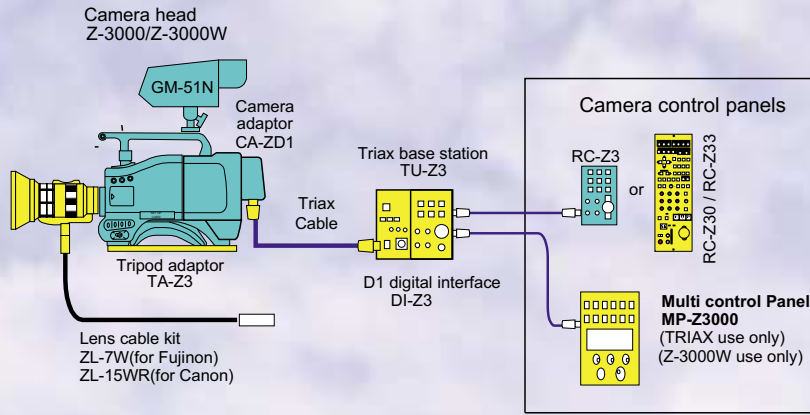 Camera head
Z-3000/Z-3000W
GM-51N
Camera
adaptor
CA-ZD1
Triax base station
TU-Z3
Triax
Cable
Tripod adaptor
TA-Z3
D1 digital interface
DI-Z3
Lens cable kit
ZL-7W(for Fujinon)
ZL-15WR(for Canon)
Camera control panels
RC-Z3
or
RC-Z30 / RC-Z33
Multi control Panel
MP-Z3000
(TRIAX use only)
(Z-3000W use only)